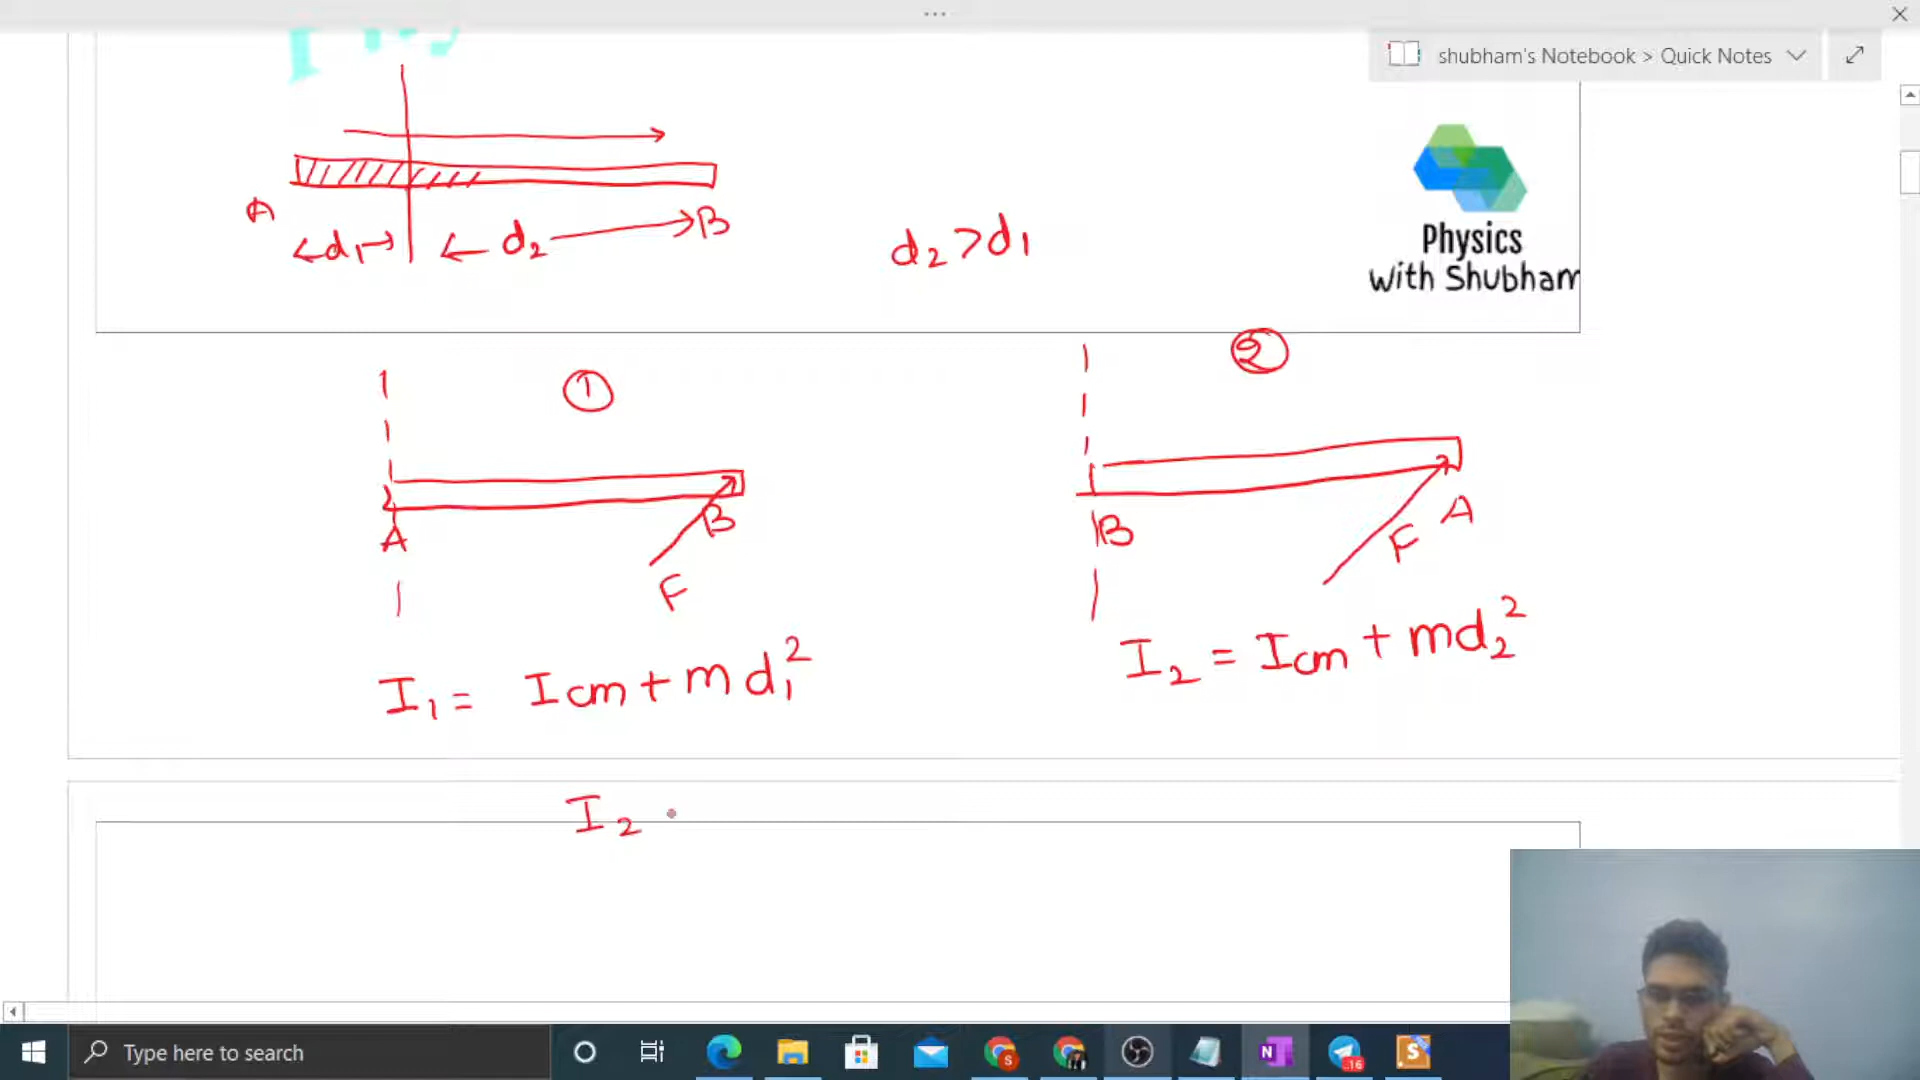 shubham's Notebook > Quick Notes
A
d₁
d₂
B
d₂ > d₁
Physics
with Shubham
①
②
A
B
F
B
A
F
I₁ = Icm + md₁²
I₂ = Icm + md₂²
I₂
Type here to search
S
N
..16
S